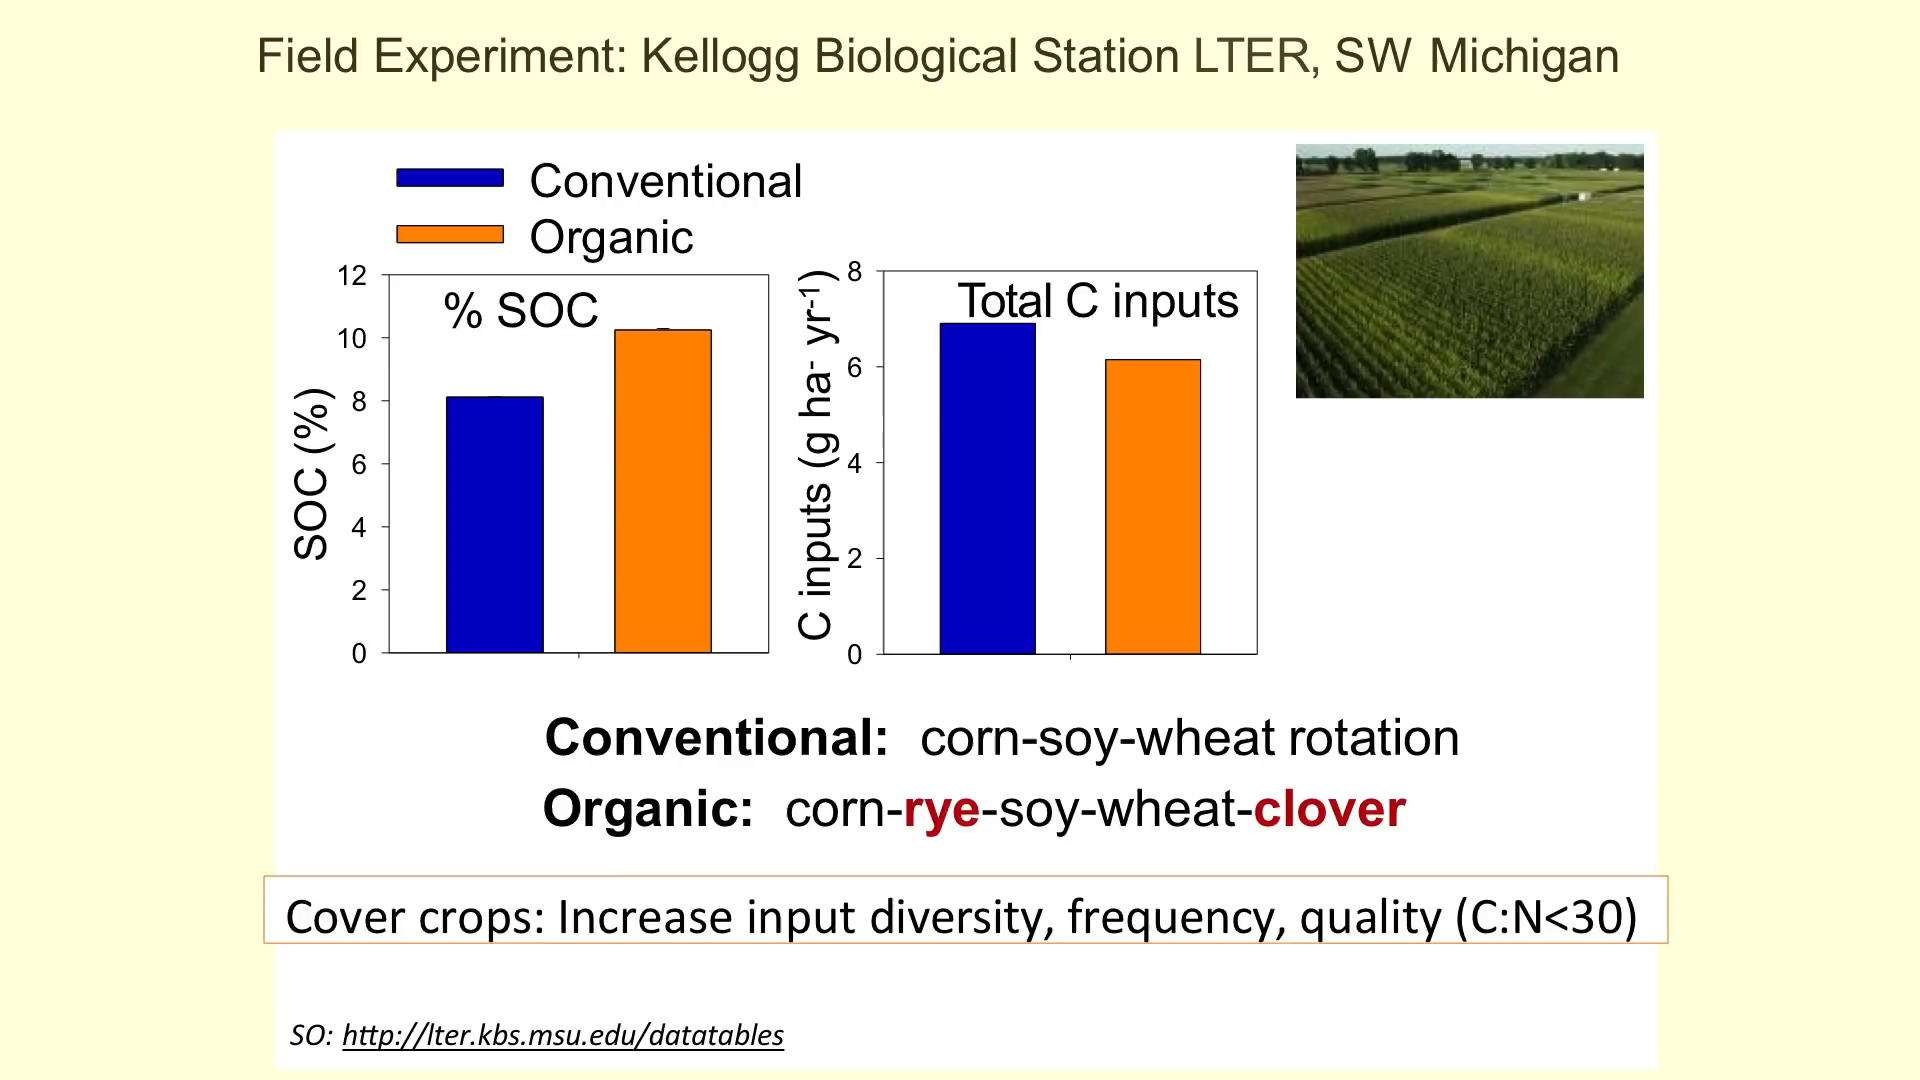 Field Experiment: Kellogg Biological Station LTER, SW Michigan
Conventional
Organic
% SOC
SOC (%)
12
10
8
6
4
2
0
Total C inputs
C inputs (g ha- yr-1)
8
6
4
2
0
Conventional: corn-soy-wheat rotation
Organic: corn-rye-soy-wheat-clover
Cover crops: Increase input diversity, frequency, quality (C:N<30)
SO: http://lter.kbs.msu.edu/datatables